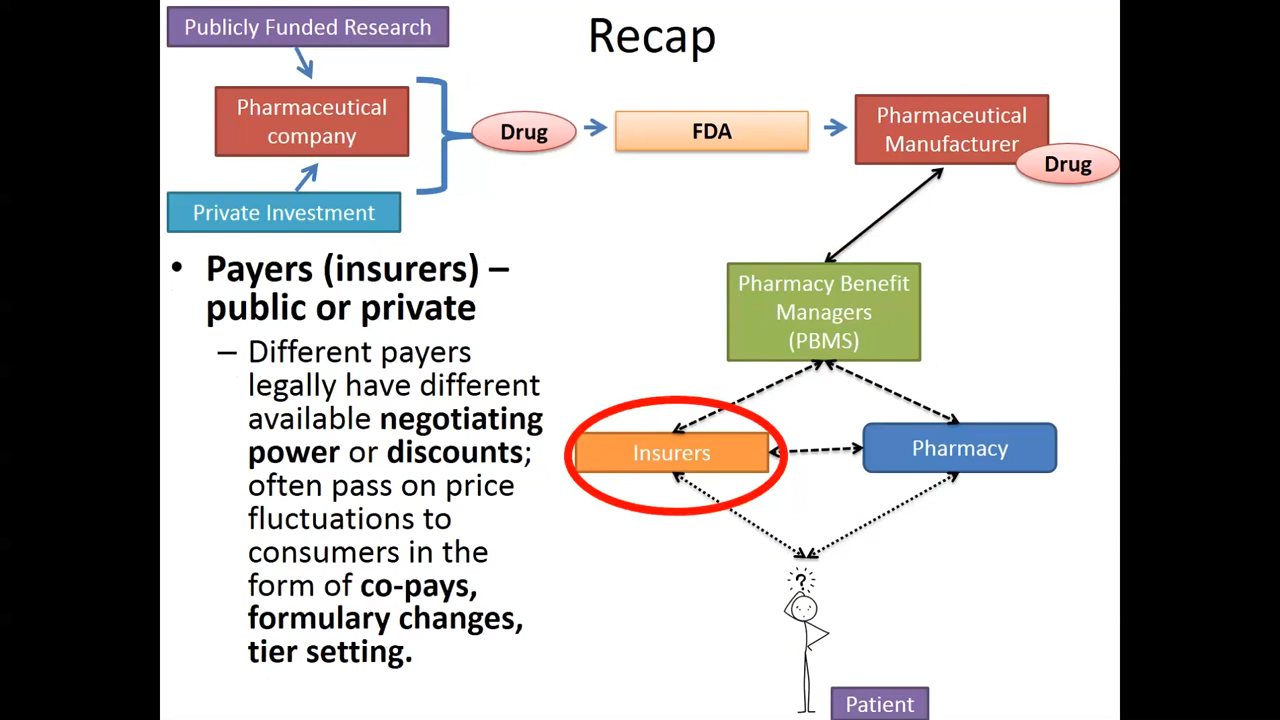 Publicly Funded Research
Recap
Pharmaceutical
company
Drug
FDA
Pharmaceutical
Manufacturer
Drug
Private Investment
• Payers (insurers) –
public or private
– Different payers
legally have different
available negotiating
power or discounts;
often pass on price
fluctuations to
consumers in the
form of co-pays,
formulary changes,
tier setting.
Pharmacy Benefit
Managers
(PBMS)
Insurers
Pharmacy
?
Patient